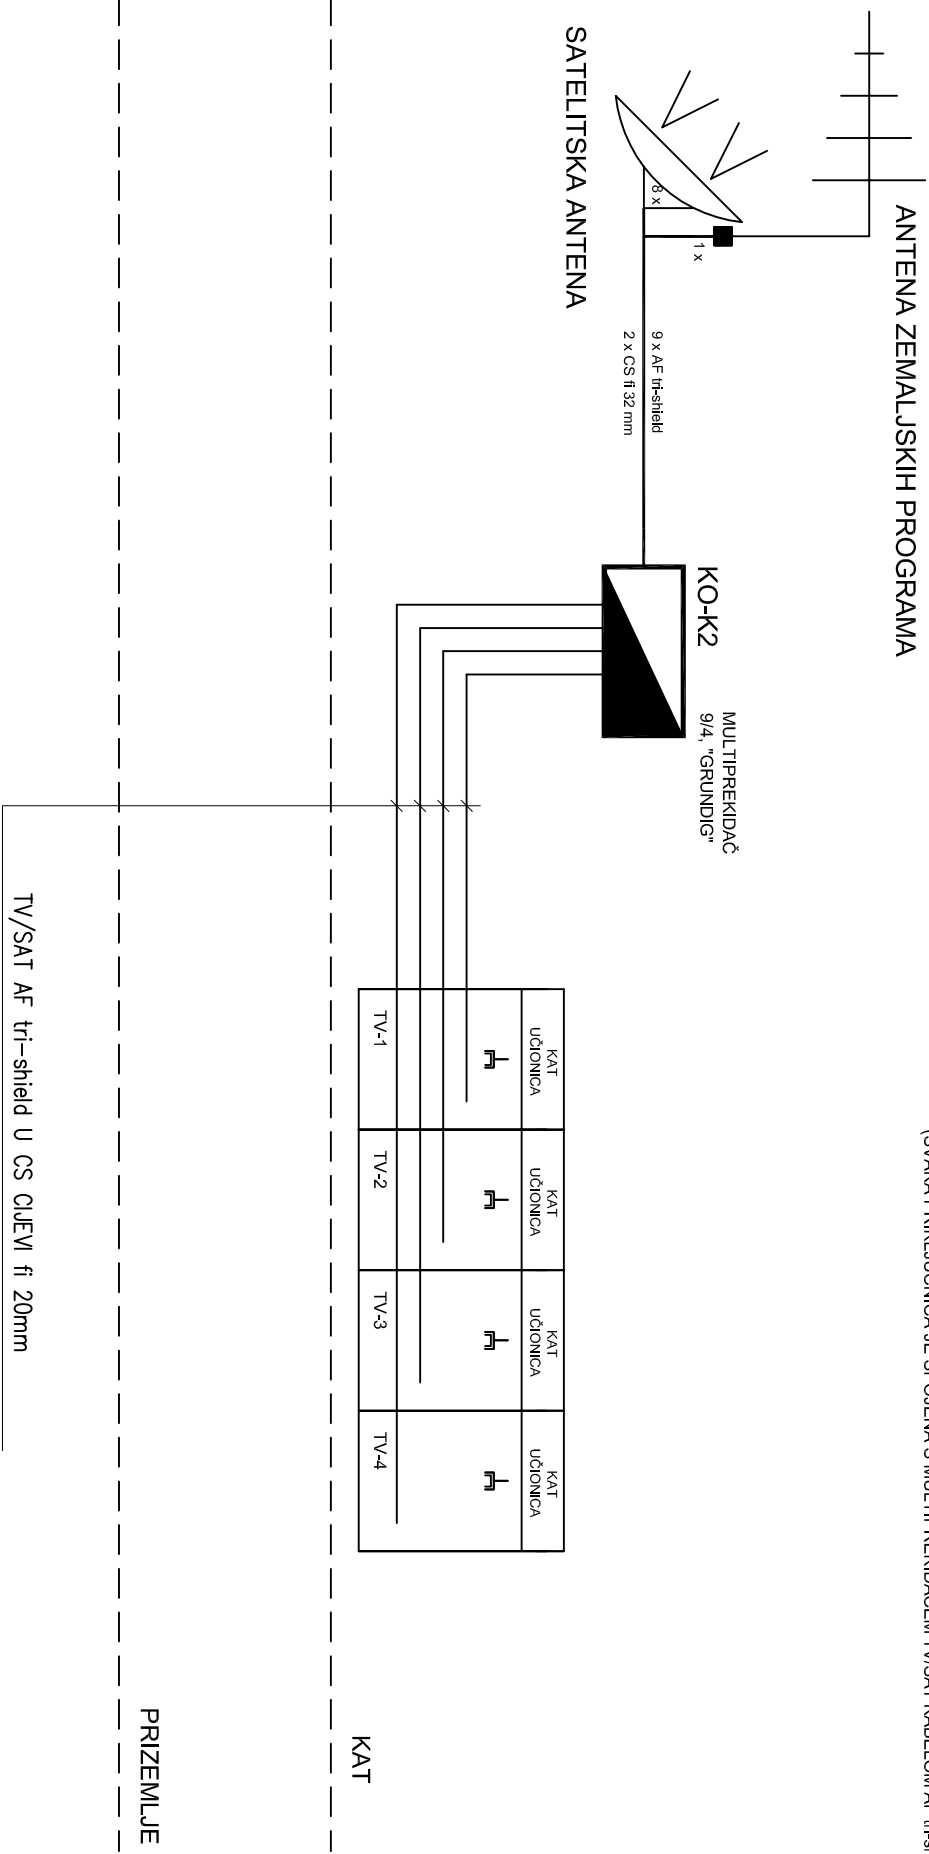 ANTENA ZEMALJSKIH PROGRAMA
SATELITSKA ANTENA
8 x
1 x
9 x AF tri-shield
2 x CS fi 32 mm
KO-K2
MULTIPREKIDAČ
9/4, "GRUNDIG"
KAT
UČIONICA
TV-1
KAT
UČIONICA
TV-2
KAT
UČIONICA
TV-3
KAT
UČIONICA
TV-4
KAT
PRIZEMLJE
TV/SAT AF tri-shield U CS CIJEVI fi 20mm